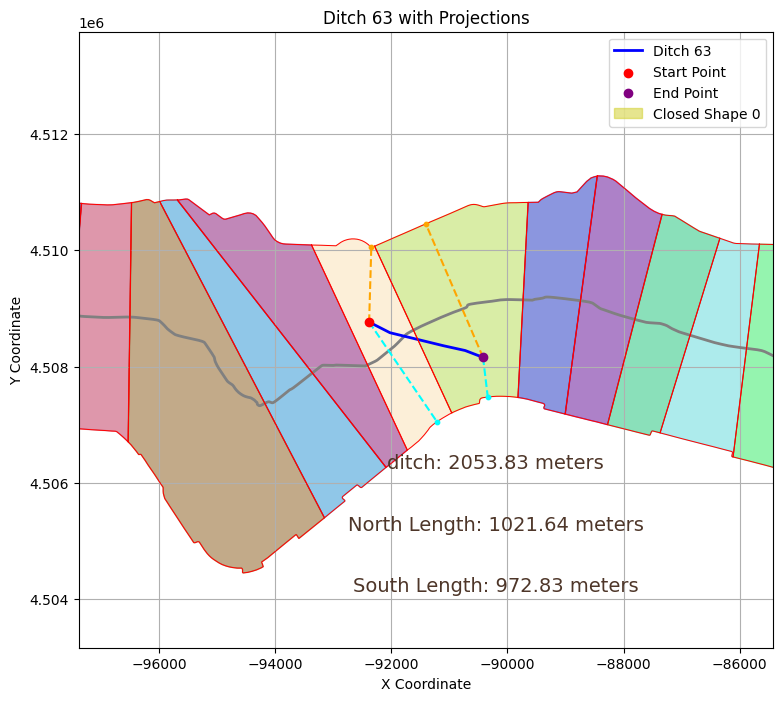 Ditch 63 with Projections
1e6
Ditch 63
Start Point
End Point
Closed Shape 0
4.512
4.510
4.508
4.506
4.504
Y Coordinate
ditch: 2053.83 meters
North Length: 1021.64 meters
South Length: 972.83 meters
−96000 −94000 −92000 −90000 −88000 −86000
X Coordinate